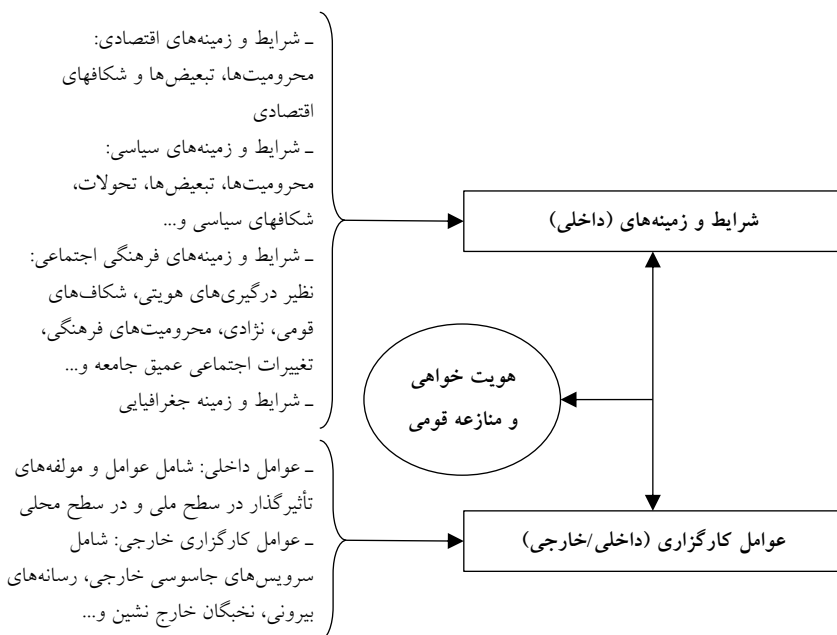 ـ شرایط و زمینه‌های اقتصادی:
محرومیت‌ها، تبعیض‌ها و شکافهای
اقتصادی
ـ شرایط و زمینه‌های سیاسی:
محرومیت‌ها، تبعیض‌ها، تحولات،
شکافهای سیاسی و...
ـ شرایط و زمینه‌های فرهنگی اجتماعی:
نظیر درگیری‌های هویتی، شکاف‌های
قومی، نژادی، محرومیت‌های فرهنگی،
تغییرات اجتماعی عمیق جامعه و...
ـ شرایط و زمینه جغرافیایی
شرایط و زمینه‌های (داخلی)
هویت خواهی
و منازعه قومی
ـ عوامل داخلی: شامل عوامل و مولفه‌های
تأثیرگذار در سطح ملی و در سطح محلی
ـ عوامل کارگزاری خارجی: شامل
سرویس‌های جاسوسی خارجی، رسانه‌های
بیرونی، نخبگان خارج نشین و...
عوامل کارگزاری (داخلی/خارجی)